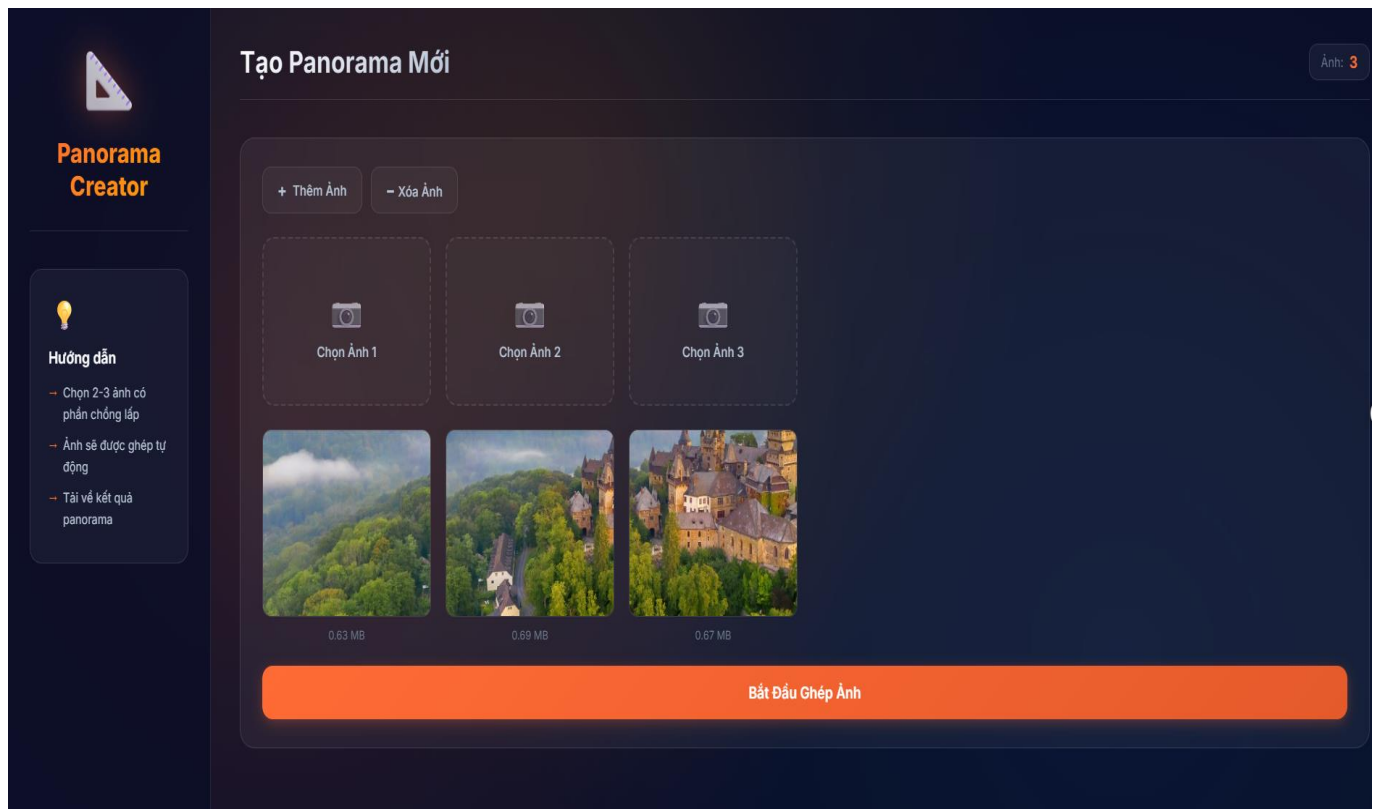 Panorama
Creator
Hướng dẫn
→ Chọn 2-3 ảnh có
phần chồng lấp
→ Ảnh sẽ được ghép tự
động
→ Tải về kết quả
panorama
Tạo Panorama Mới
Ảnh: 3
+ Thêm Ảnh
− Xóa Ảnh
Chọn Ảnh 1
Chọn Ảnh 2
Chọn Ảnh 3
0.63 MB
0.69 MB
0.67 MB
Bắt Đầu Ghép Ảnh